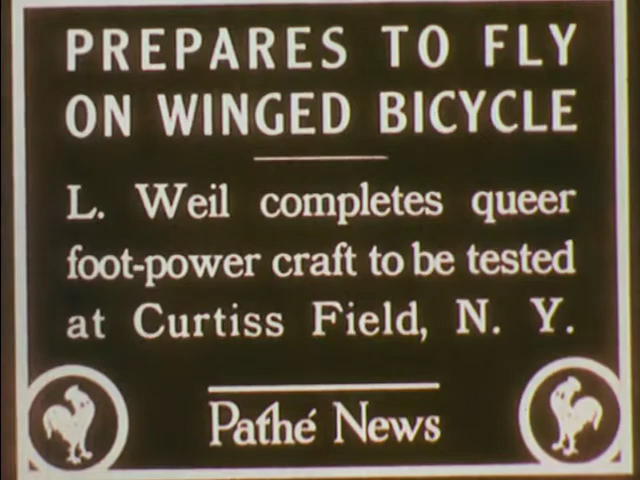 PREPARES TO FLY
ON WINGED BICYCLE
L. Weil completes queer
foot-power craft to be tested
at Curtiss Field, N. Y.
Pathé News